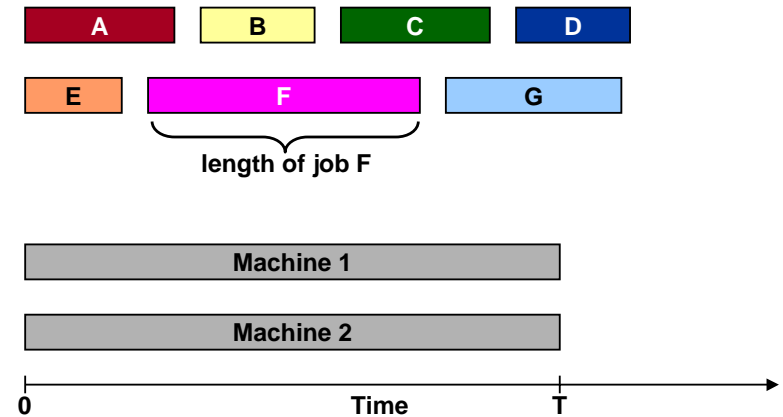 A B C D
E F G
length of job F
Machine 1
Machine 2
0 Time T